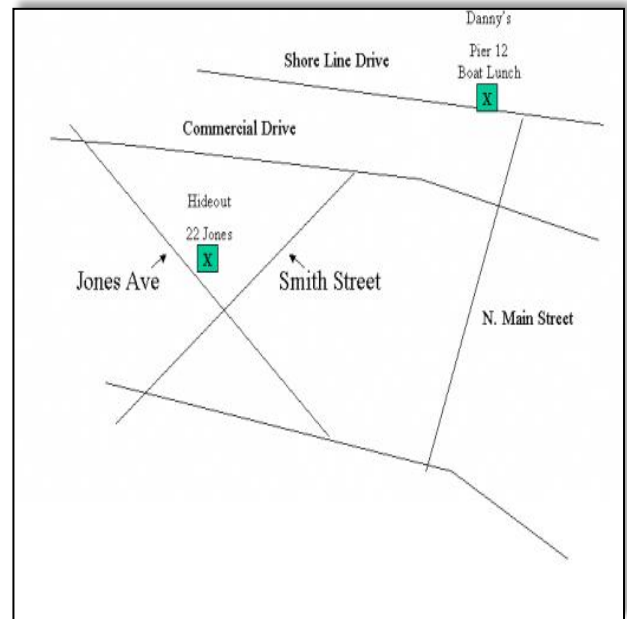 Danny's
Pier 12
Boat Lunch
X
Shore Line Drive
Commercial Drive
Hideout
22 Jones
X
Jones Ave
Smith Street
N. Main Street